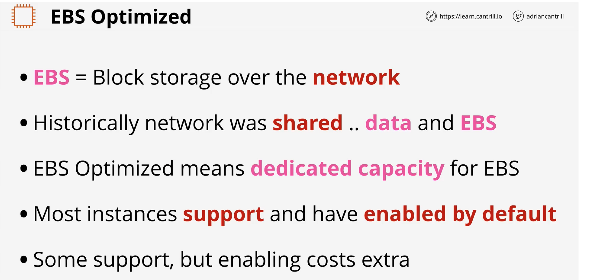 EBS Optimized
https://learn.cantrill.io
adriancantrill
• EBS = Block storage over the network
• Historically network was shared .. data and EBS
• EBS Optimized means dedicated capacity for EBS
• Most instances support and have enabled by default
• Some support, but enabling costs extra